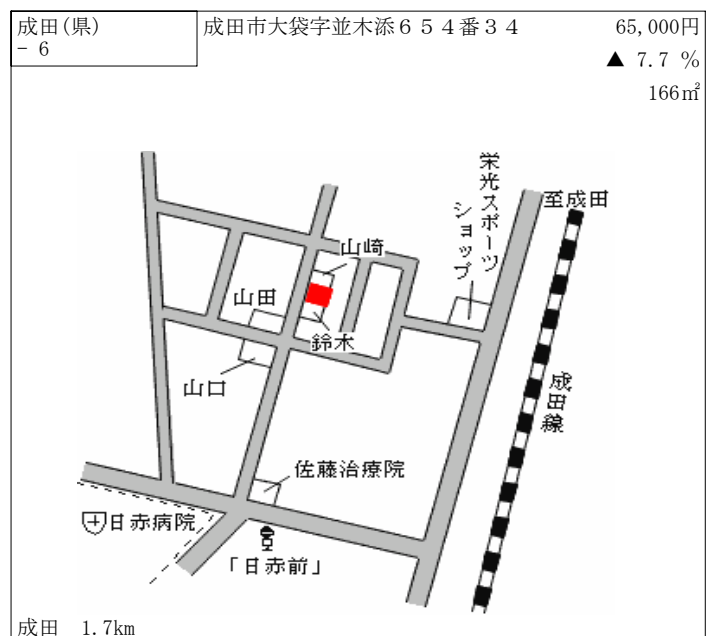 成田(県)
- 6
成田市大袋字並木添６５４番３４
65,000円
▲ 7.7 %
166㎡
栄光スポーツ
ショップ
至成田
山崎
山田
鈴木
山口
成田線
佐藤治療院
日赤病院
「日赤前」
成田 1.7km